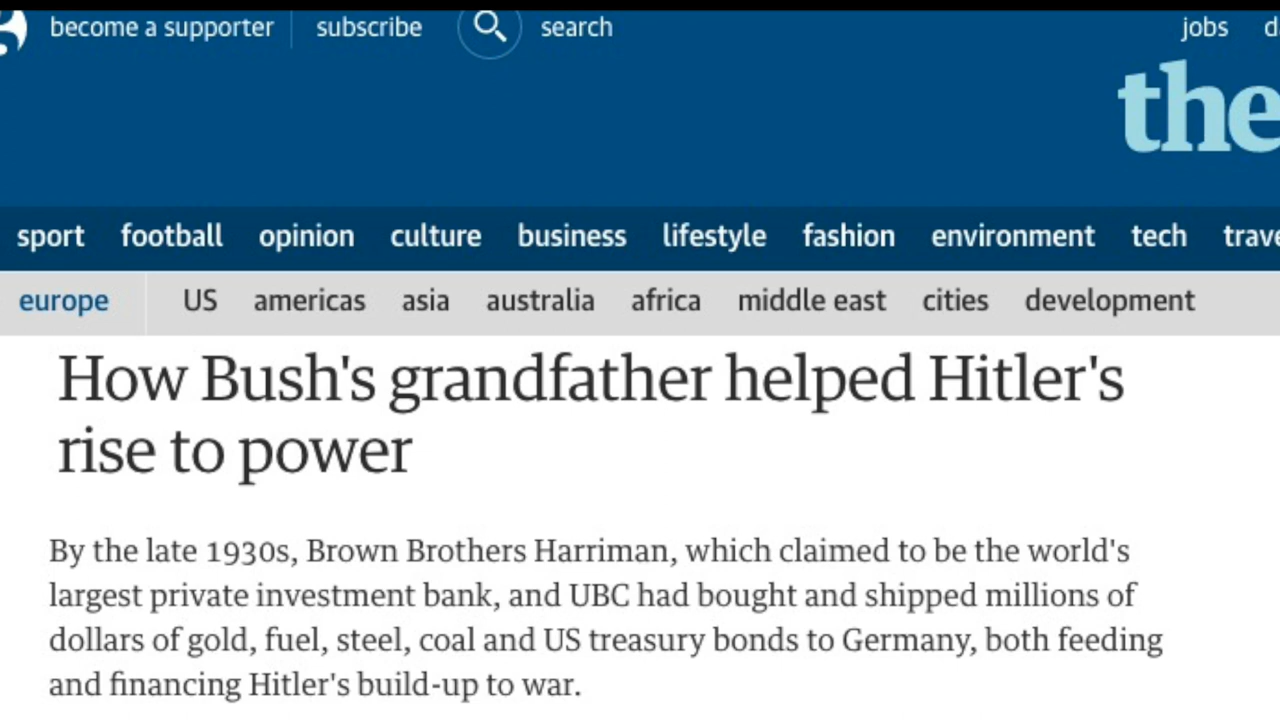 become a supporter subscribe search jobs
the
sport football opinion culture business lifestyle fashion environment tech
europe US americas asia australia africa middle east cities development
How Bush's grandfather helped Hitler's
rise to power
By the late 1930s, Brown Brothers Harriman, which claimed to be the world's
largest private investment bank, and UBC had bought and shipped millions of
dollars of gold, fuel, steel, coal and US treasury bonds to Germany, both feeding
and financing Hitler's build-up to war.